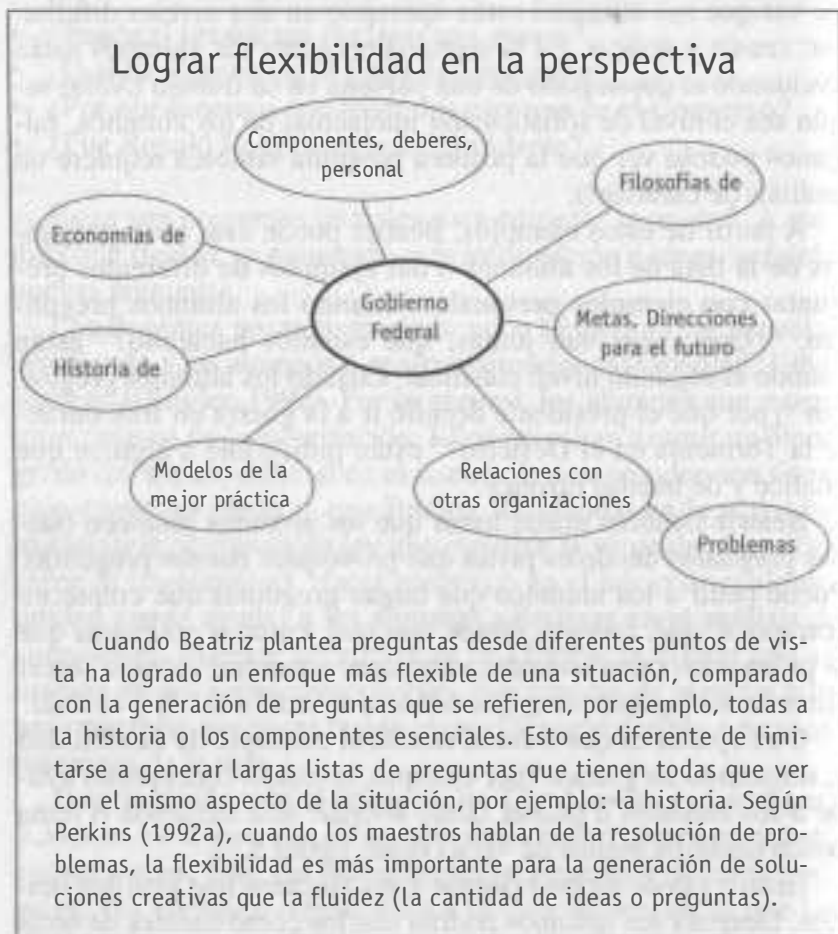 Lograr flexibilidad en la perspectiva
Componentes, deberes,
personal
Filosofías de
Economías de
Gobierno
Federal
Metas, Direcciones
para el futuro
Historia de
Modelos de la
mejor práctica
Relaciones con
otras organizaciones
Problemas
Cuando Beatriz plantea preguntas desde diferentes puntos de vis-
ta ha logrado un enfoque más flexible de una situación, comparado
con la generación de preguntas que se refieren, por ejemplo, todas a
la historia o los componentes esenciales. Esto es diferente de limi-
tarse a generar largas listas de preguntas que tienen todas que ver
con el mismo aspecto de la situación, por ejemplo: la historia. Según
Perkins (1992a), cuando los maestros hablan de la resolución de pro-
blemas, la flexibilidad es más importante para la generación de solu-
ciones creativas que la fluidez (la cantidad de ideas o preguntas).